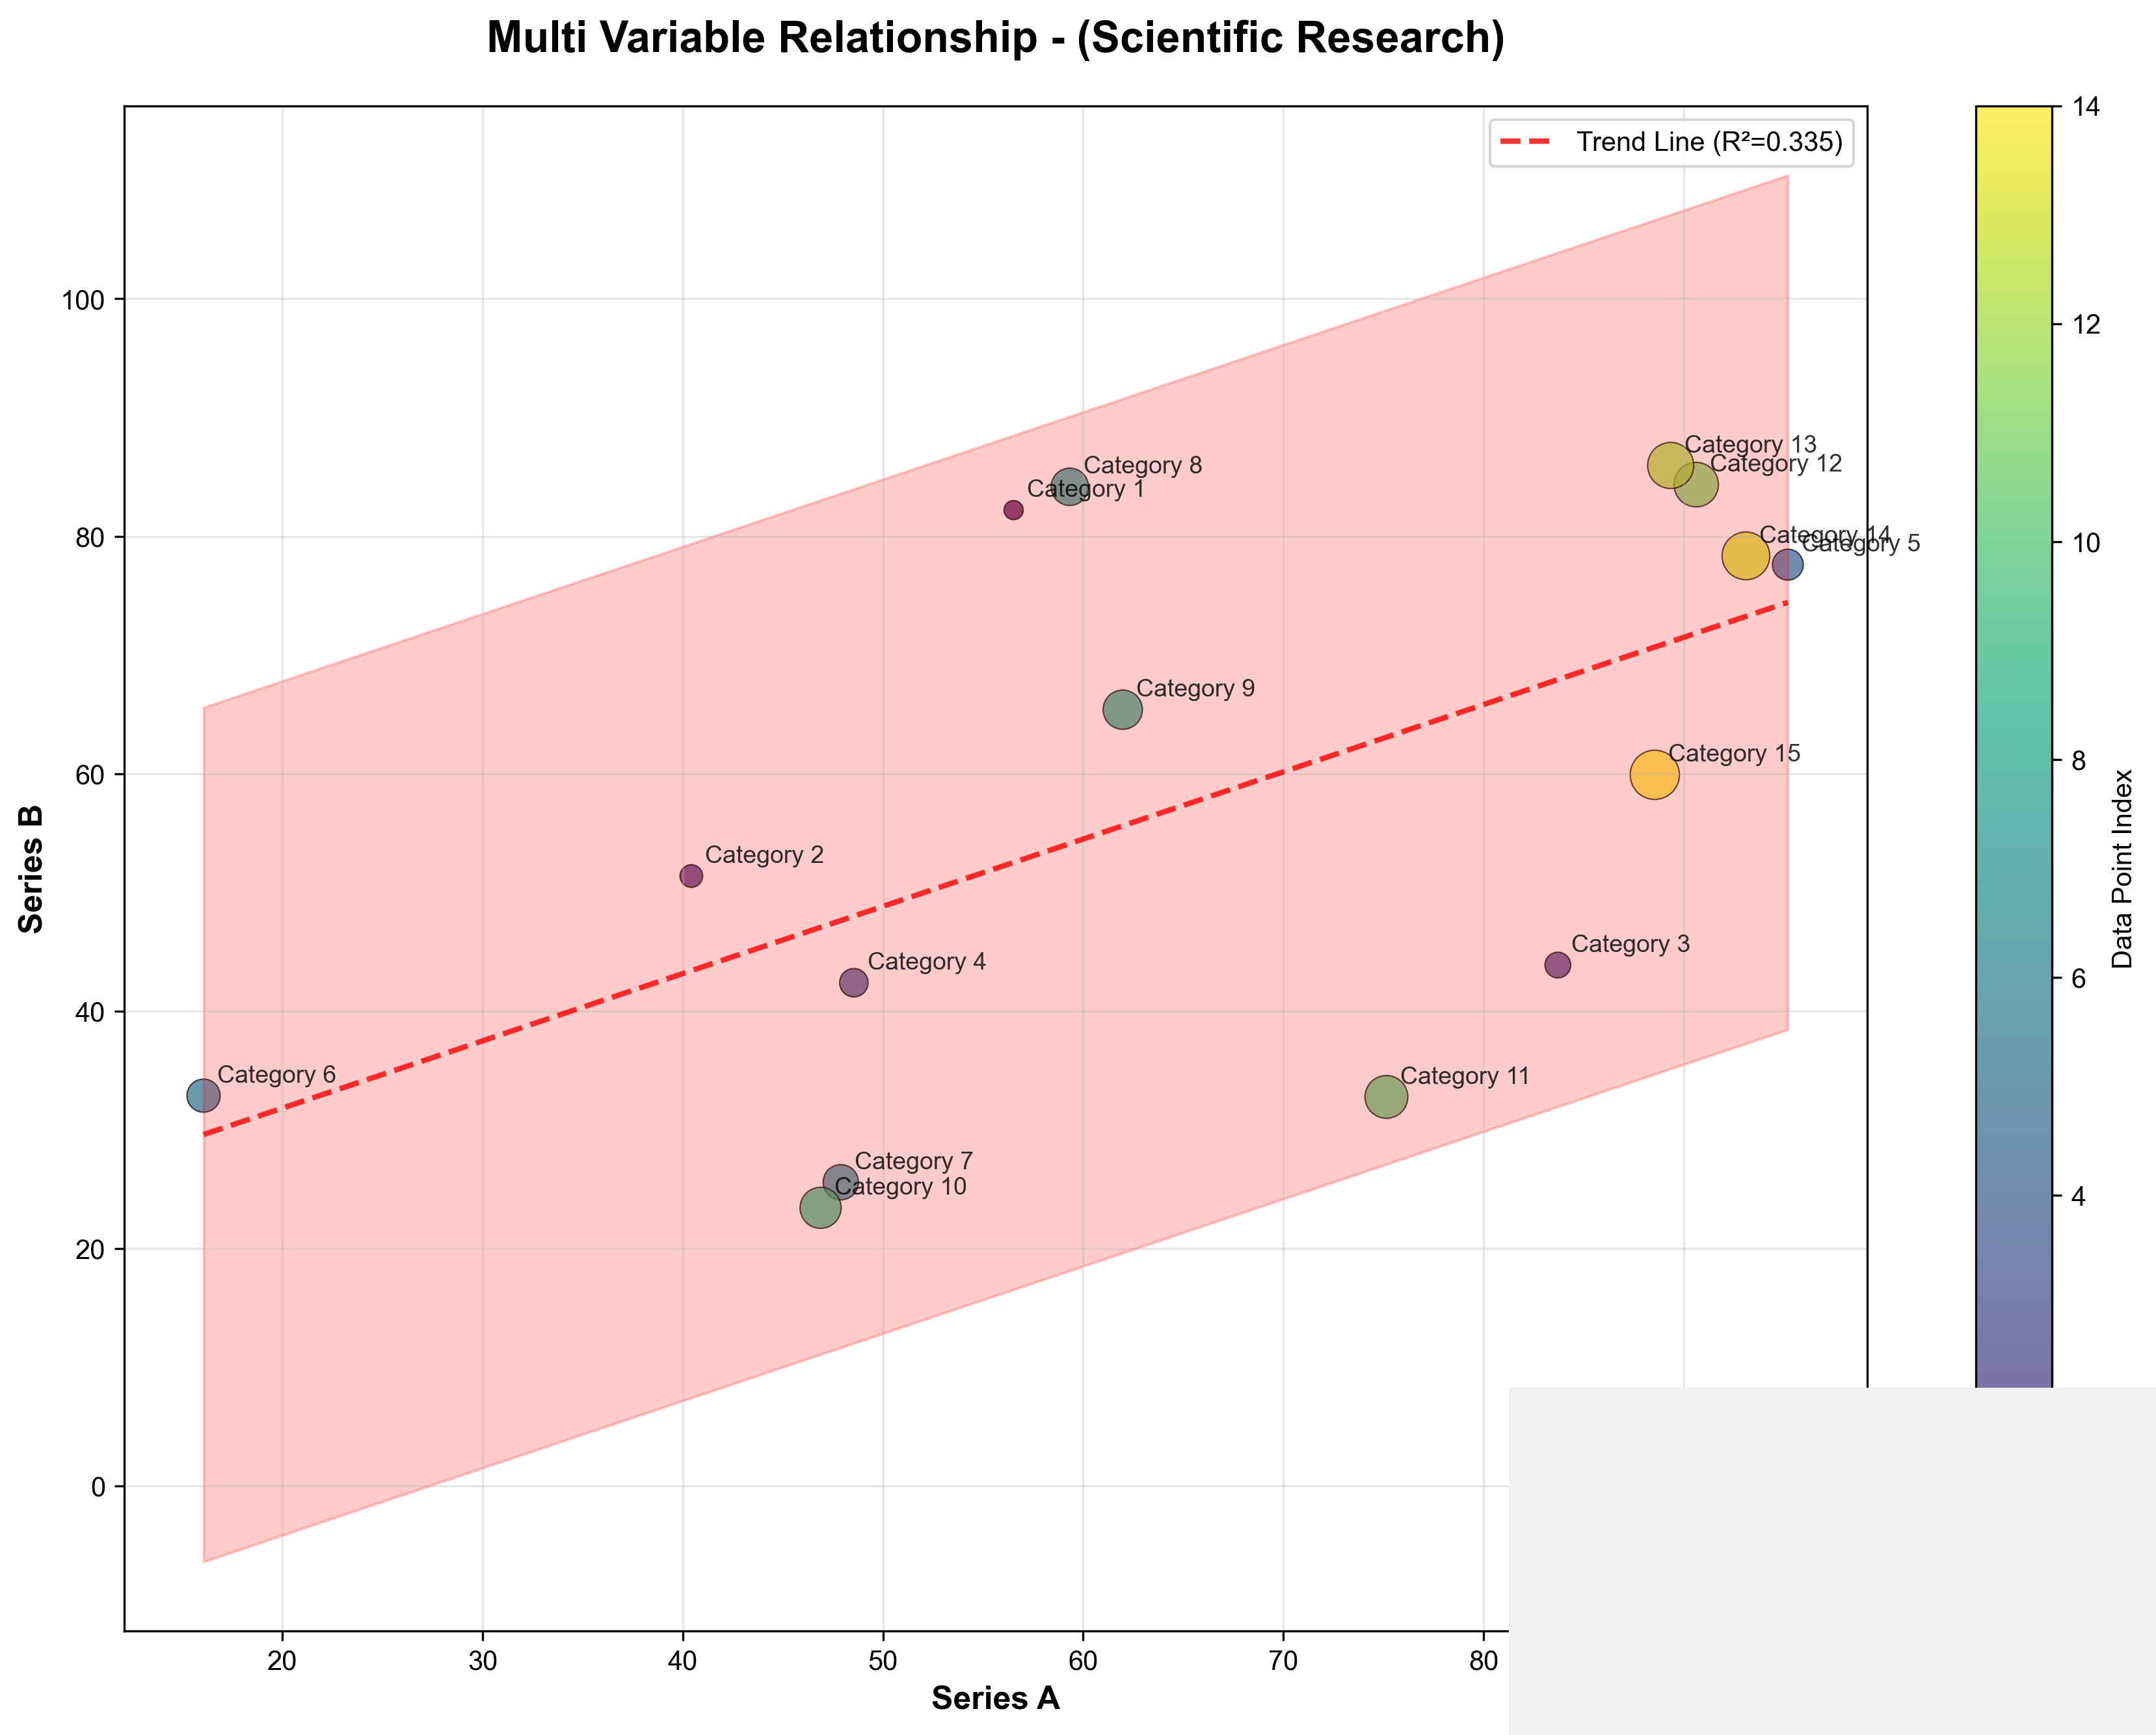 Multi Variable Relationship - (Scientific Research)
Trend Line (R²=0.335)
Series B
100
80
60
40
20
0
Category 13
Category 12
Category 8
Category 1
Category 14
Category 5
Category 9
Category 15
Category 2
Category 3
Category 4
Category 6
Category 11
Category 7
Category 10
20
30
40
50
60
70
80
Series A
14
12
10
8
6
4
Data Point Index